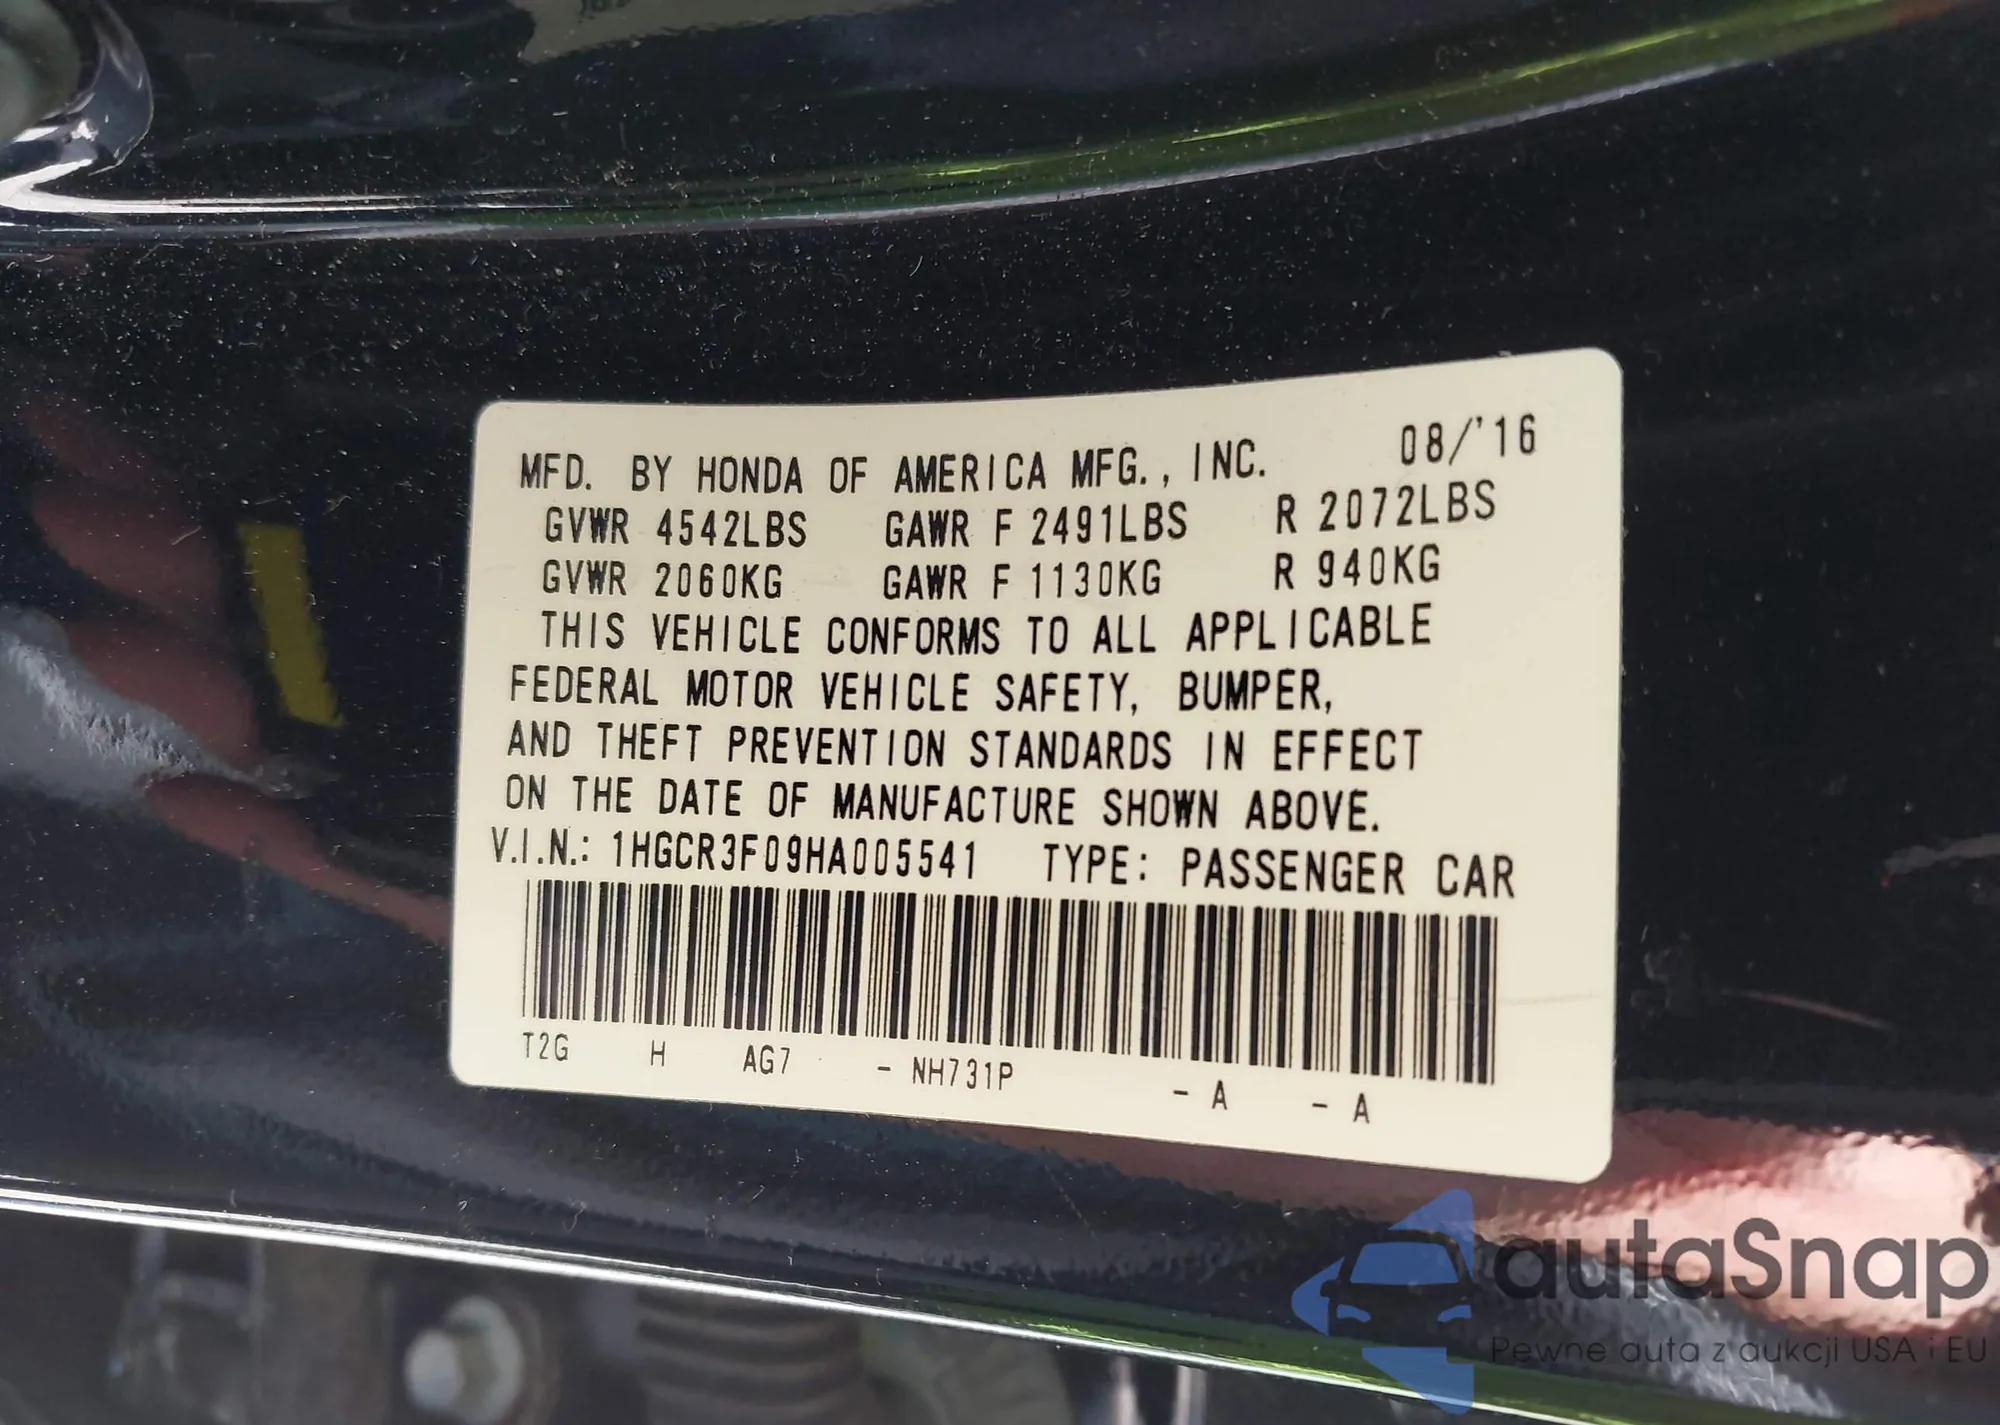 MFD. BY HONDA OF AMERICA MFG., INC. 08/'16
GVWR 4542LBS GAWR F 2491LBS R 2072LBS
GVWR 2060KG GAWR F 1130KG R 940KG
THIS VEHICLE CONFORMS TO ALL APPLICABLE
FEDERAL MOTOR VEHICLE SAFETY, BUMPER,
AND THEFT PREVENTION STANDARDS IN EFFECT
ON THE DATE OF MANUFACTURE SHOWN ABOVE.
V.I.N.: 1HGCR3F09HA005541 TYPE: PASSENGER CAR
T2G H AG7 - NH731P - A - A
autaSnap
Pewne auta z aukcji USA i EU